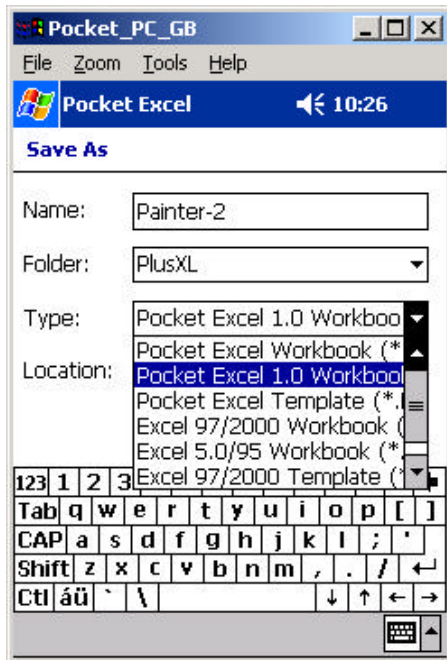 Pocket_PC_GB
File Zoom Tools Help
Pocket Excel 10:26
Save As
Name: Painter-2
Folder: PlusXL
Type: Pocket Excel 1.0 Workboo
Pocket Excel Workbook (*.
Location: Pocket Excel 1.0 Workbool
Pocket Excel Template (*.
Excel 97/2000 Workbook (
Excel 5.0/95 Workbook (*.
Excel 97/2000 Template (*
123 1 2 3
Tab q w e r t y u i o p [ ]
CAP a s d f g h j k l ; '
Shift z x c v b n m , . / ↵
Ctl áü ` \ ↓ ↑ ← →